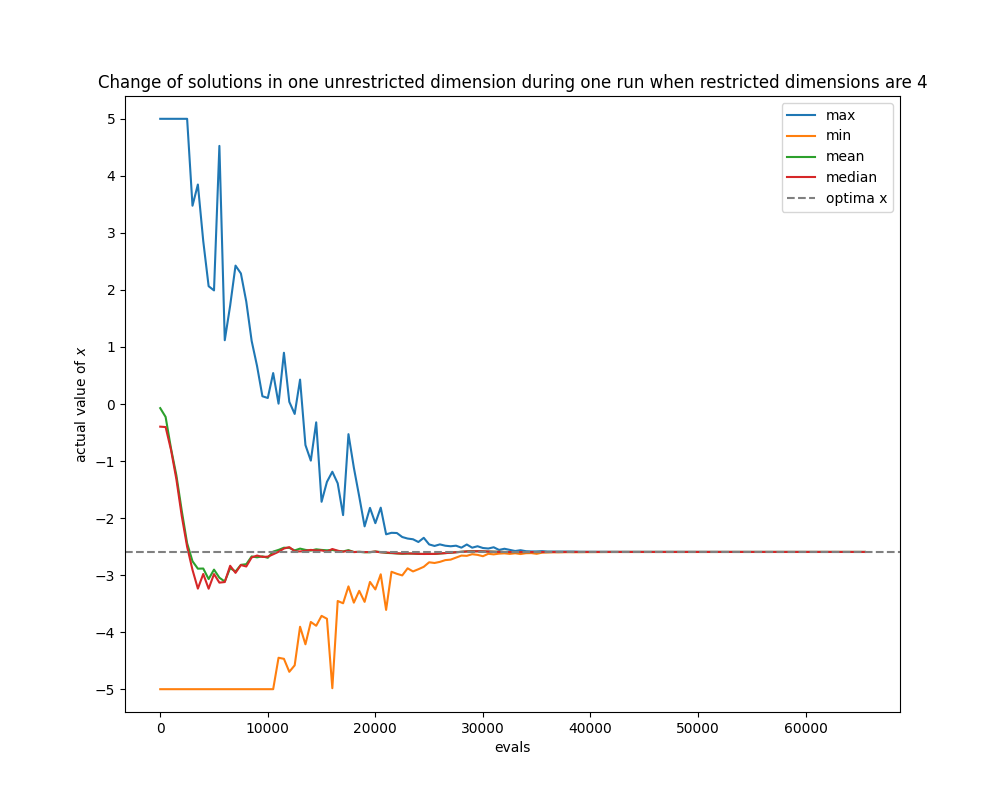 Change of solutions in one unrestricted dimension during one run when restricted dimensions are 4
max
min
mean
median
optima x
actual value of x
5
4
3
2
1
0
−1
−2
−3
−4
−5
0 10000 20000 30000 40000 50000 60000
evals